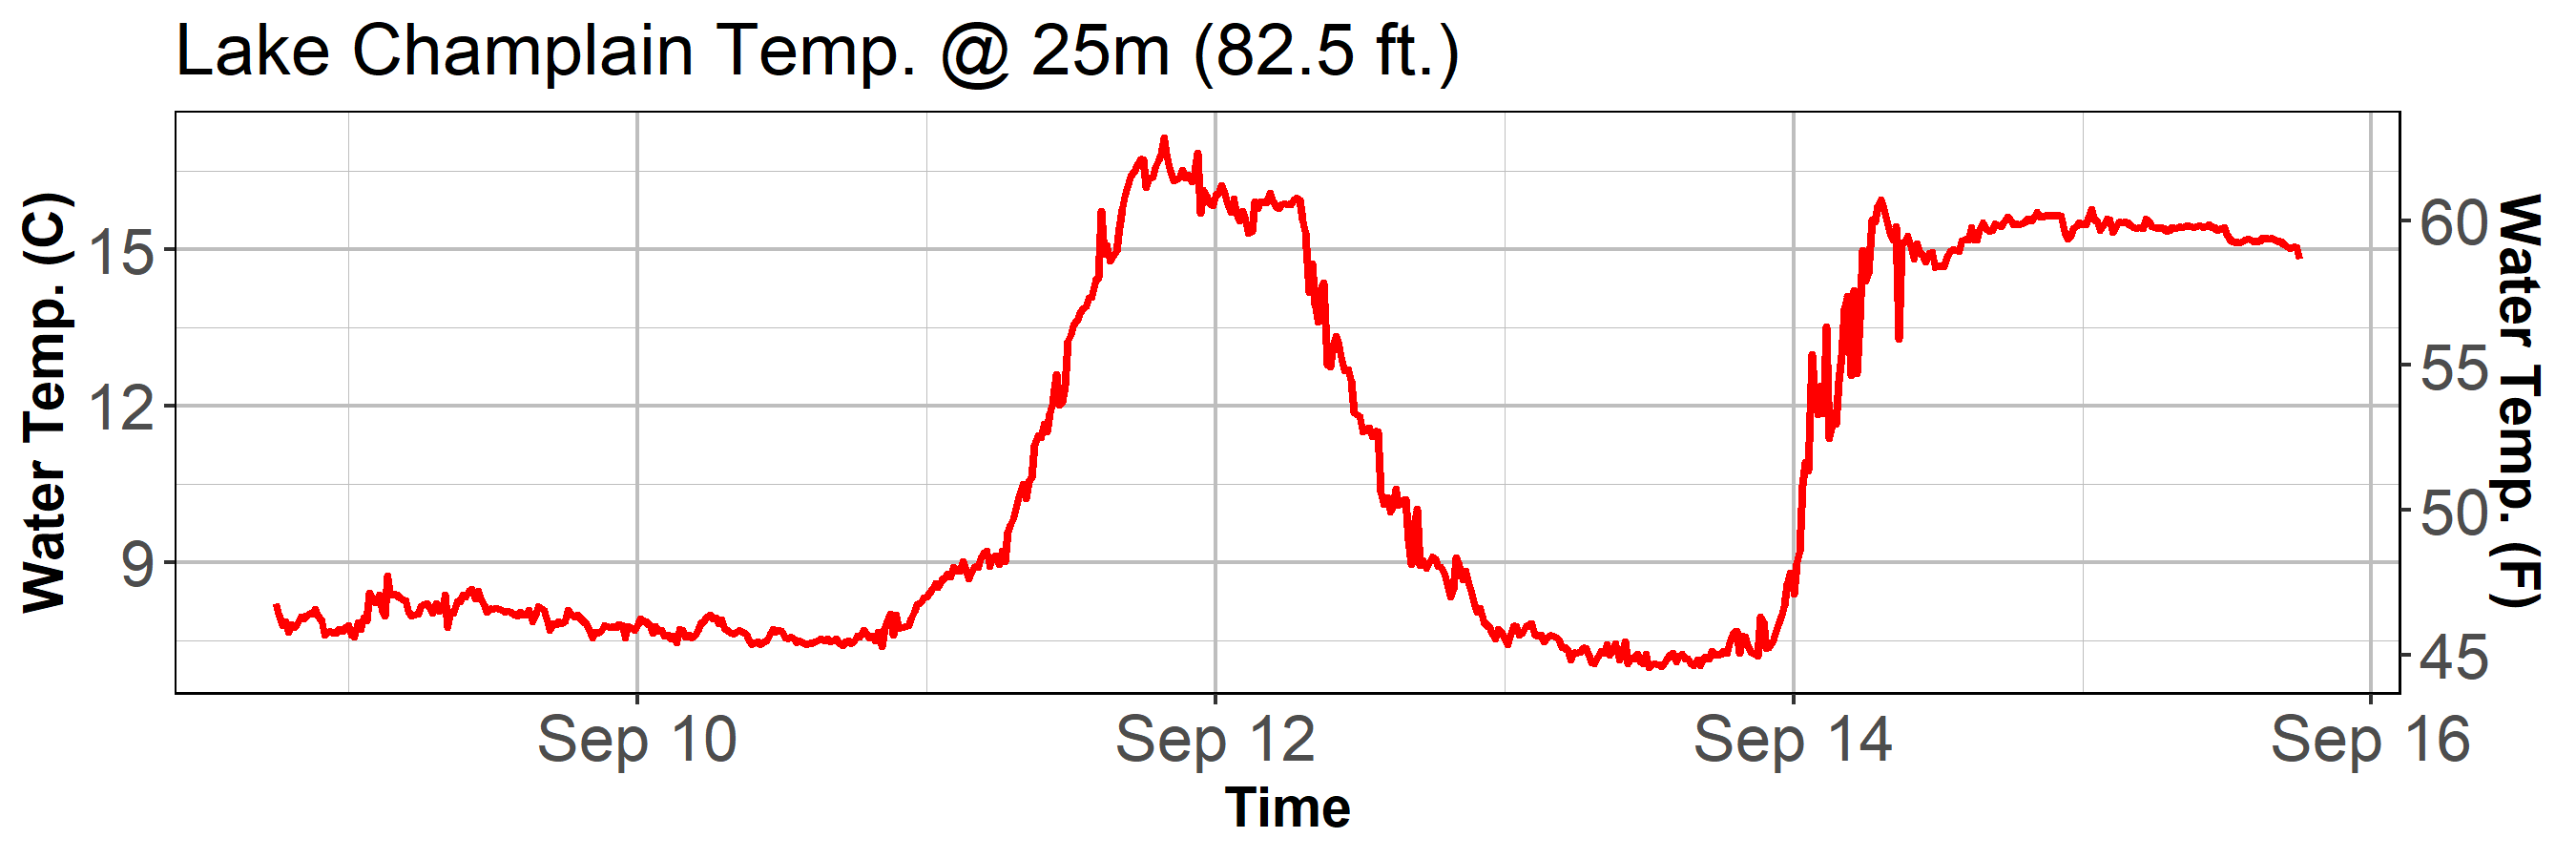 Lake Champlain Temp. @ 25m (82.5 ft.)
Water Temp. (C)
15
12
9
60
55
50
45
Water Temp. (F)
Sep 10
Sep 12
Sep 14
Sep 16
Time